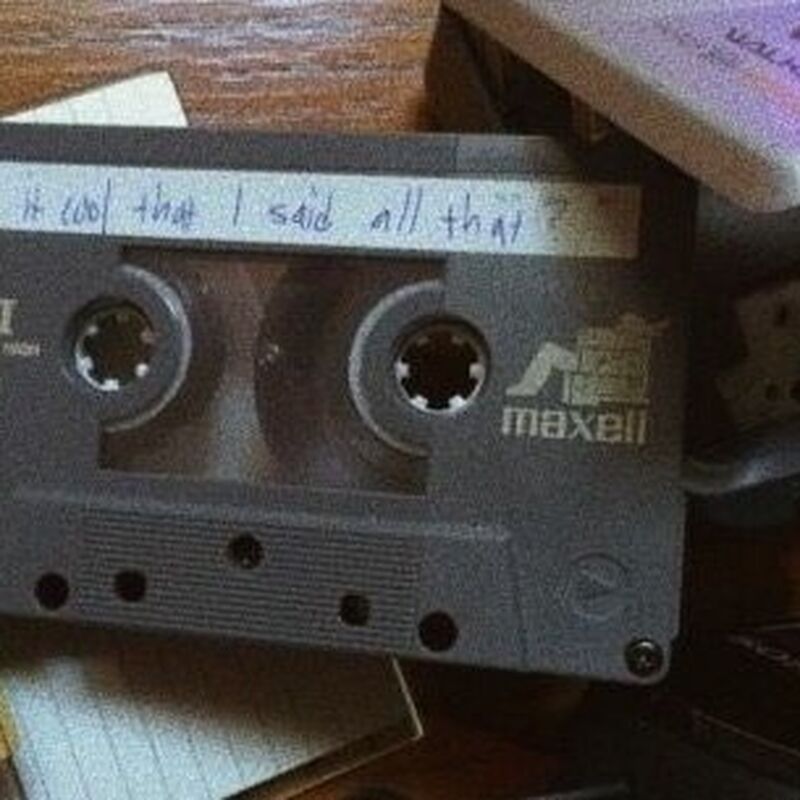 it cool that I said all that ?
maxell